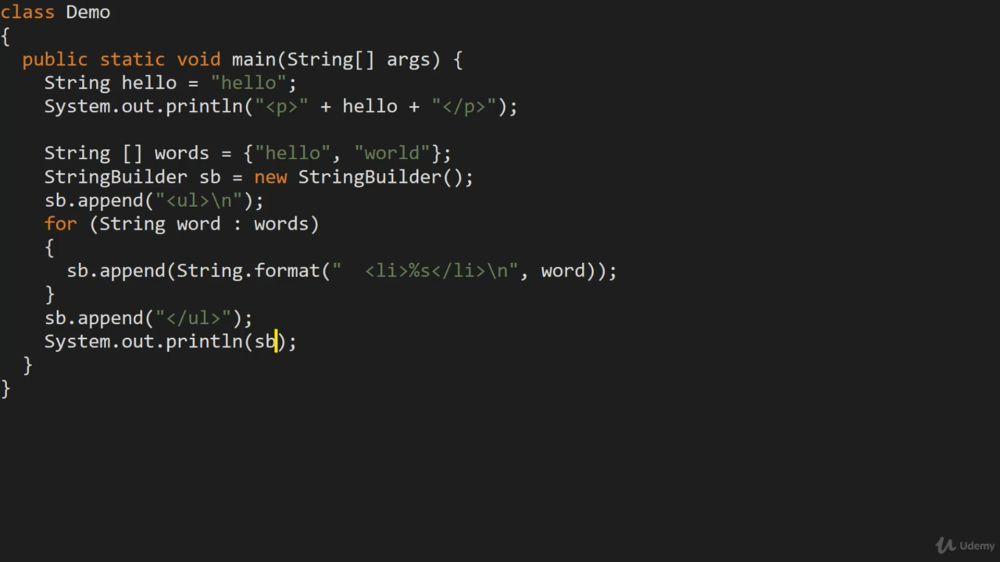 class Demo
{
  public static void main(String[] args) {
    String hello = "hello";
    System.out.println("<p>" + hello + "</p>");

    String [] words = {"hello", "world"};
    StringBuilder sb = new StringBuilder();
    sb.append("<ul>\n");
    for (String word : words)
    {
      sb.append(String.format("  <li>%s</li>\n", word));
    }
    sb.append("</ul>");
    System.out.println(sb);
  }
}
Udemy